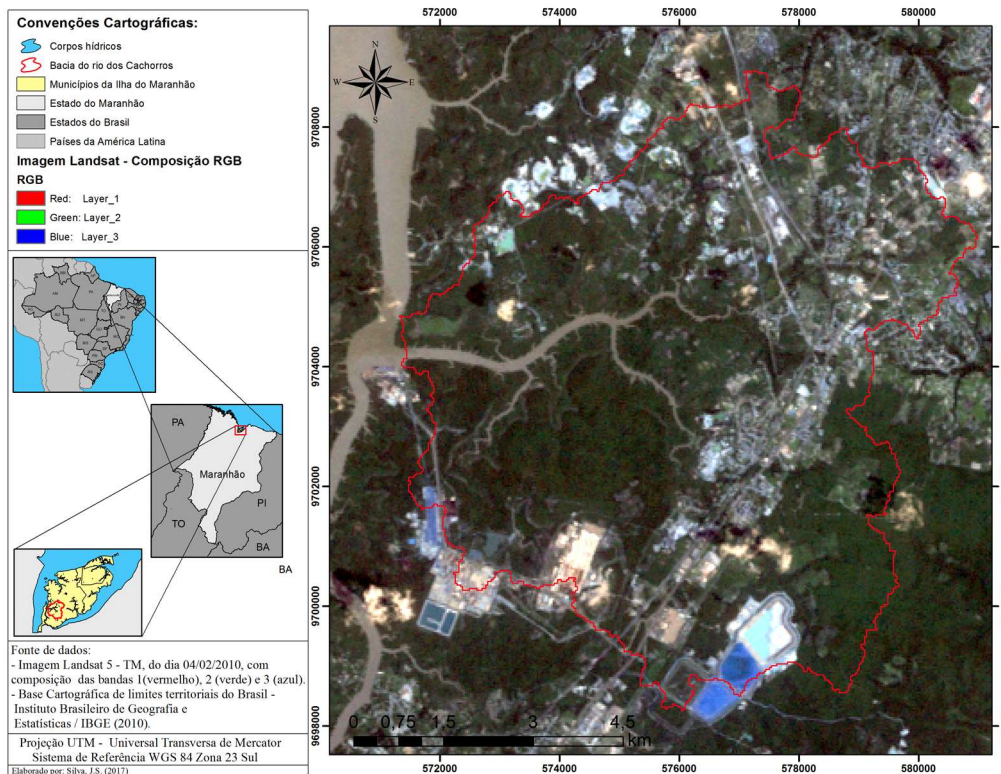 Convenções Cartográficas:
Corpos hídricos
Bacia do rio dos Cachorros
Municípios da Ilha do Maranhão
Estado do Maranhão
Estados do Brasil
Países da América Latina
Imagem Landsat - Composição RGB
RGB
Red: Layer_1
Green: Layer_2
Blue: Layer_3
PA
Maranhão
PI
TO
BA
BA
Fonte de dados:
- Imagem Landsat 5 - TM, do dia 04/02/2010, com
composição das bandas 1(vermelho), 2 (verde) e 3 (azul).
- Base Cartográfica de limites territoriais do Brasil -
Instituto Brasileiro de Geografia e
Estatísticas / IBGE (2010).
Projeção UTM - Universal Transversa de Mercator
Sistema de Referência WGS 84 Zona 23 Sul
Elaborado por: Silva, J.S. (2017)
572000 574000 576000 578000 580000
N
W E
S
9708000 9708000
9706000 9706000
9704000 9704000
9702000 9702000
9700000 9700000
9698000 9698000
0 0,75 1,5 3 4,5
km
572000 574000 576000 578000 580000